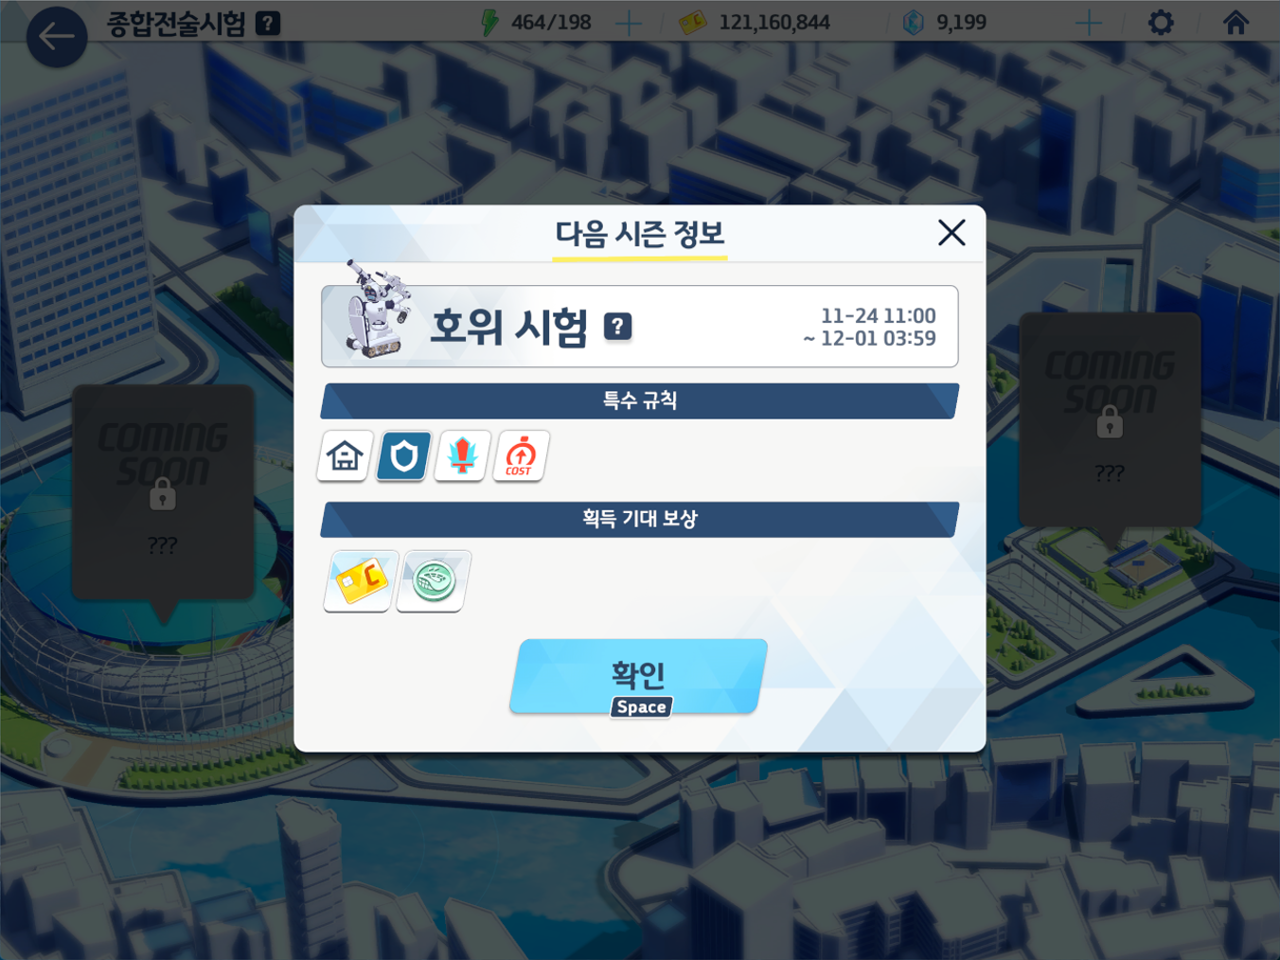 종합전술시험 ?
464/198
121,160,844
9,199
다음 시즌 정보
호위 시험 ?
11-24 11:00
~ 12-01 03:59
특수 규칙
COST
획득 기대 보상
C
확인
Space
COMING
SOON
???
COMING
SOON
???